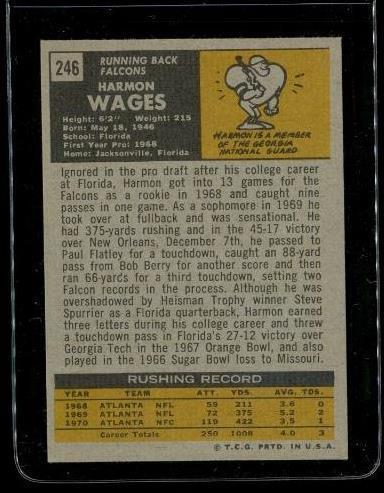 246
RUNNING BACK
FALCONS
HARMON
WAGES
Height: 6'2" Weight: 215
Born: May 18, 1946
School: Florida
First Year Pro: 1968
Home: Jacksonville, Florida
HARMON IS A MEMBER
OF THE GEORGIA
NATIONAL GUARD
Ignored in the pro draft after his college career
at Florida, Harmon got into 13 games for the
Falcons as a rookie in 1968 and caught nine
passes in one game. As a sophomore in 1969 he
took over at fullback and was sensational. He
had 375-yards rushing and in the 45-17 victory
over New Orleans, December 7th, he passed to
Paul Flatley for a touchdown, caught an 88-yard
pass from Bob Berry for another score and then
ran 66-yards for a third touchdown, setting two
Falcon records in the process. Although he was
overshadowed by Heisman Trophy winner Steve
Spurrier as a Florida quarterback, Harmon earned
three letters during his college career and threw
a touchdown pass in Florida's 27-12 victory over
Georgia Tech in the 1967 Orange Bowl, and also
played in the 1966 Sugar Bowl loss to Missouri.
RUSHING RECORD
YEAR TEAM ATT. YDS. AVG. TDS.
1968 ATLANTA NFL 59 211 3.6 0
1969 ATLANTA NFL 72 375 5.2 2
1970 ATLANTA NFC 119 422 3.5 1
Career Totals 250 1008 4.0 3
© T.C.G. PRTD. IN U.S.A.